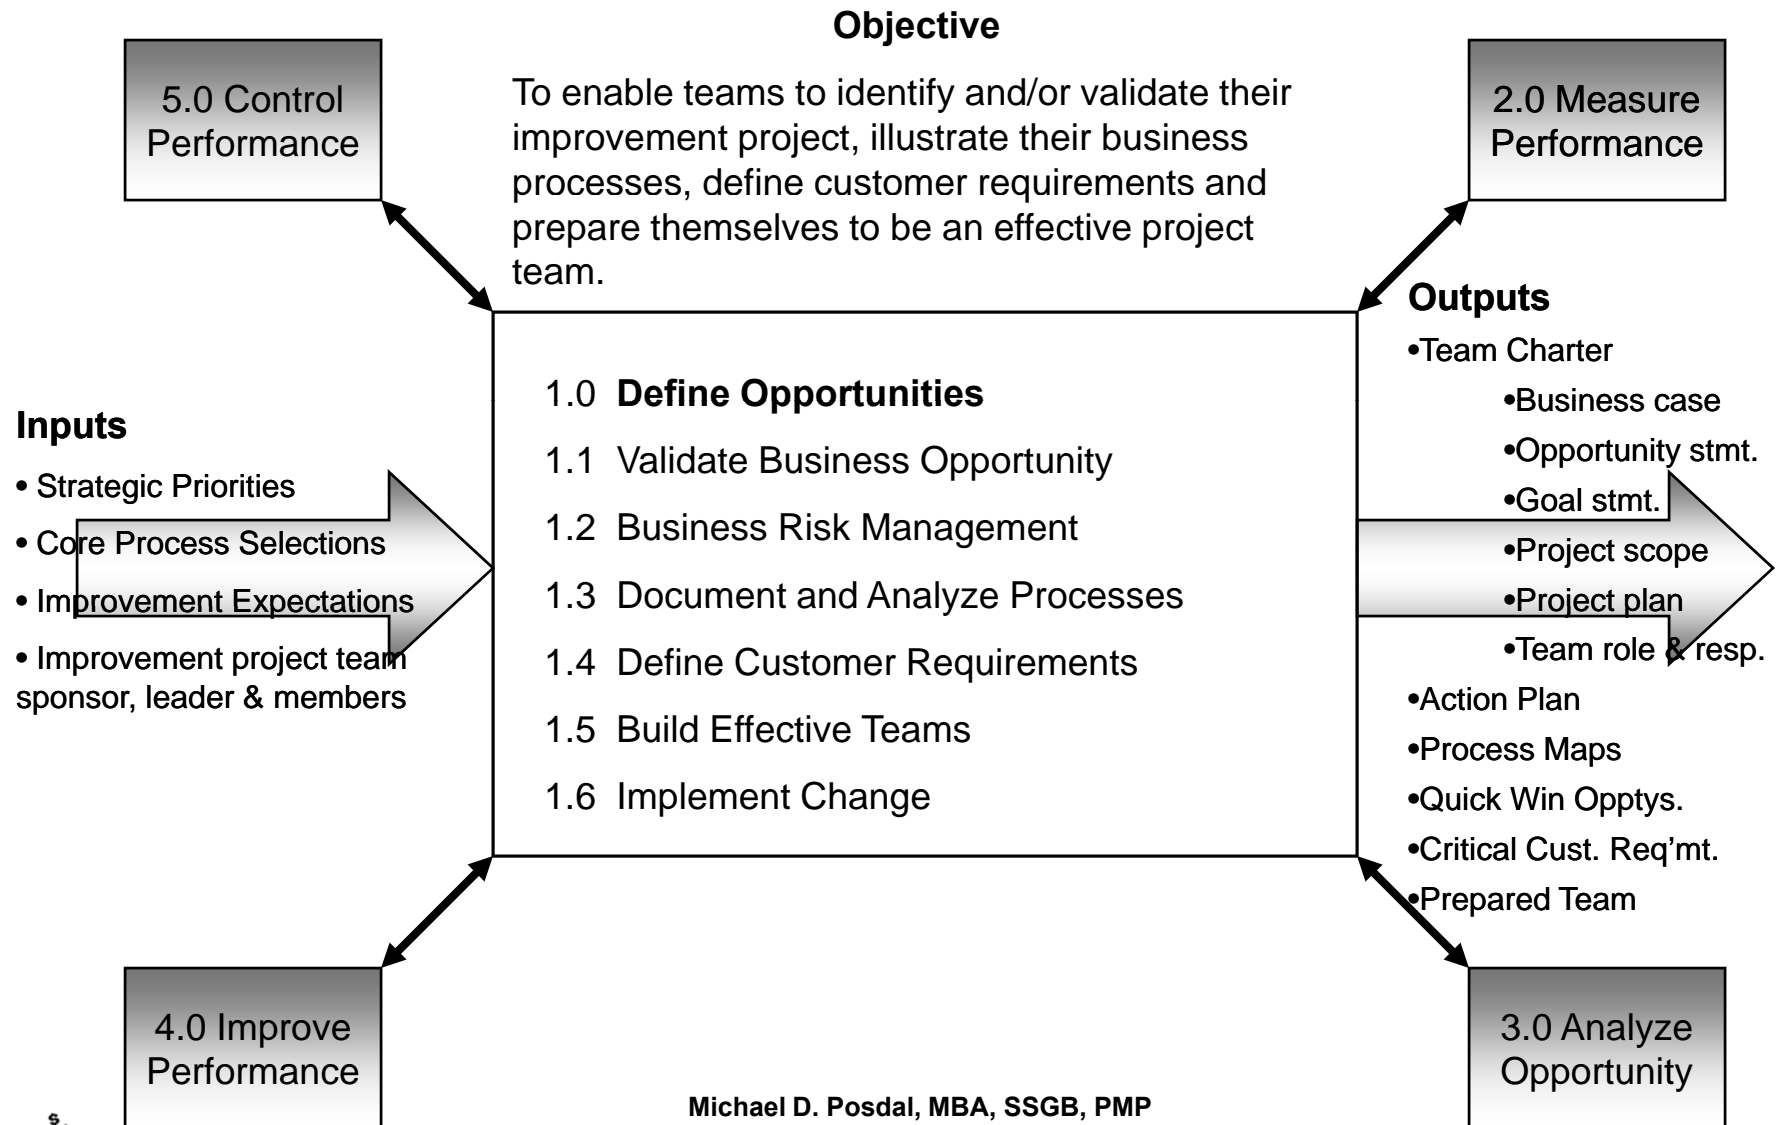 Objective
To enable teams to identify and/or validate their
improvement project, illustrate their business
processes, define customer requirements and
prepare themselves to be an effective project
team.
5.0 Control
Performance
2.0 Measure
Performance
Inputs
• Strategic Priorities
• Core Process Selections
• Improvement Expectations
• Improvement project team
sponsor, leader & members
1.0 Define Opportunities
1.1 Validate Business Opportunity
1.2 Business Risk Management
1.3 Document and Analyze Processes
1.4 Define Customer Requirements
1.5 Build Effective Teams
1.6 Implement Change
Outputs
•Team Charter
•Business case
•Opportunity stmt.
•Goal stmt.
•Project scope
•Project plan
•Team role & resp.
•Action Plan
•Process Maps
•Quick Win Opptys.
•Critical Cust. Req'mt.
•Prepared Team
4.0 Improve
Performance
3.0 Analyze
Opportunity
Michael D. Posdal, MBA, SSGB, PMP